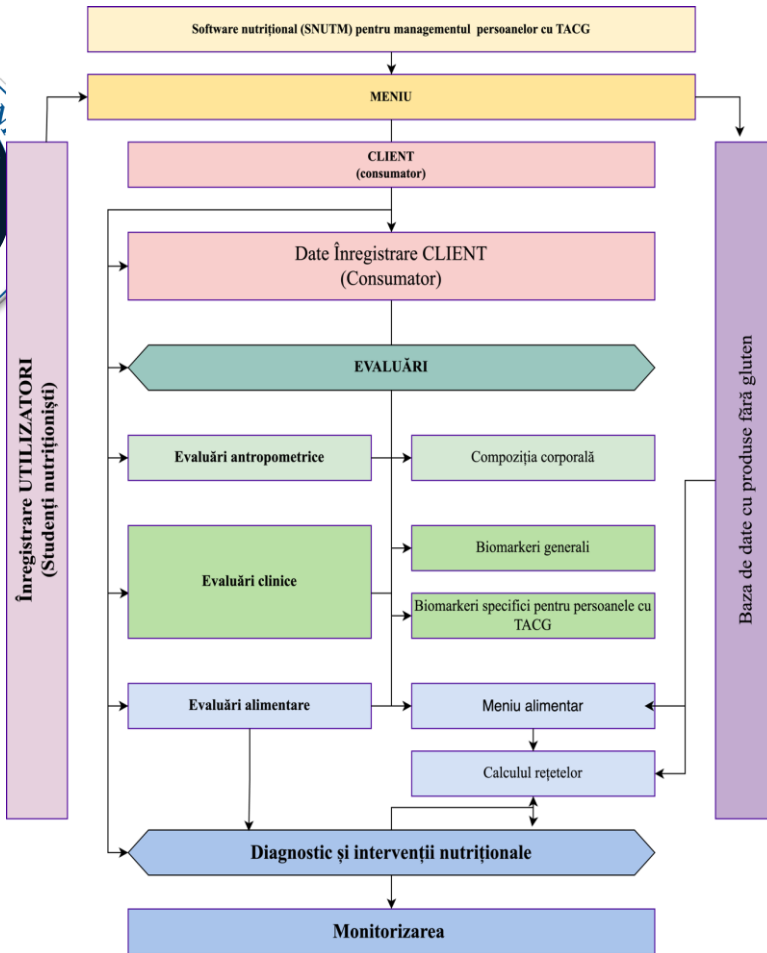 Software nutrițional (SNUTM) pentru managementul persoanelor cu TACG
MENIU
CLIENT
(consumator)
Date Înregistrare CLIENT
(Consumator)
EVALUĂRI
Evaluări antropometrice
Compoziția corporală
Biomarkeri generali
Evaluări clinice
Biomarkeri specifici pentru persoanele cu
TACG
Evaluări alimentare
Meniu alimentar
Calculul rețetelor
Diagnostic și intervenții nutriționale
Monitorizarea
Înregistrare UTILIZATORI
(Studenți nutriționiști)
Baza de date cu produse fără gluten